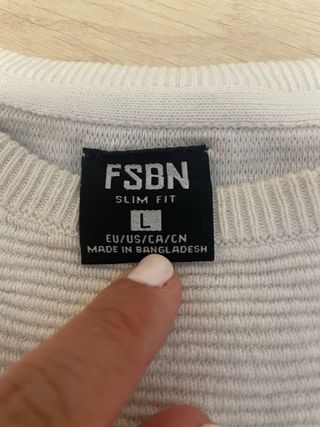 FSBN
SLIM FIT
L
EU/US/CA/CN
MADE IN BANGLADESH